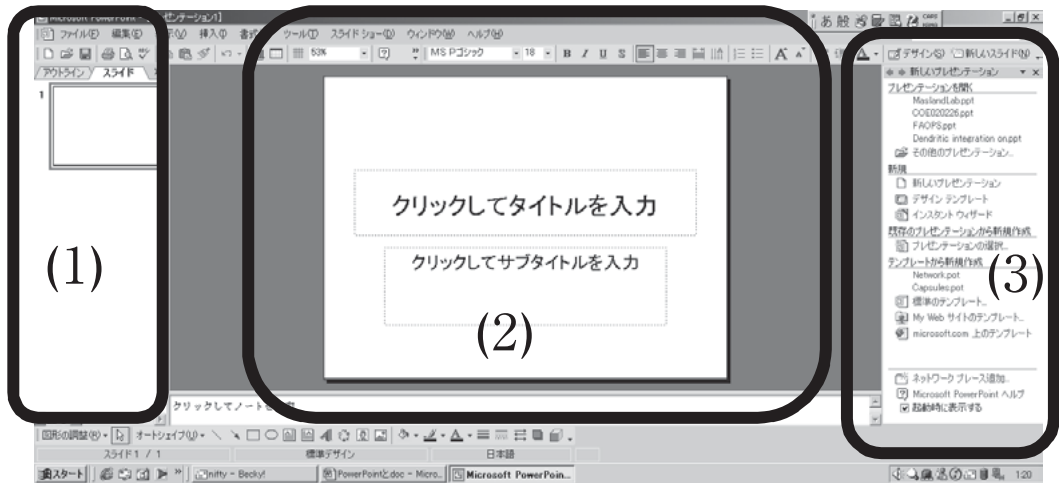 Microsoft PowerPoint - [プレゼンテーション1]
あ 般 CAPS KANA
ファイル(F) 編集(E) 表示(V) 挿入(I) 書式 ツール(T) スライド ショー(D) ウィンドウ(W) ヘルプ(H)
53% MS Pゴシック 18 B I U S A A A デザイン(S) 新しいスライド(N)
アウトライン スライド
新しいプレゼンテーション
1
プレゼンテーションを開く
MaslandLab.ppt
COE020226.ppt
FAOPS.ppt
Dendritic integration on.ppt
その他のプレゼンテーション...
新規
新しいプレゼンテーション
デザイン テンプレート
インスタント ウィザード
既存のプレゼンテーションから新規作成
プレゼンテーションの選択...
テンプレートから新規作成
Network.pot
Capsules.pot
標準のテンプレート...
My Web サイトのテンプレート...
microsoft.com 上のテンプレート
ネットワーク プレース追加...
Microsoft PowerPoint ヘルプ
起動時に表示する
クリックしてタイトルを入力
クリックしてサブタイトルを入力
(1)
(2)
(3)
クリックしてノートを
図形の調整(R) オートシェイプ(U) A
スライド 1 / 1 標準デザイン 日本語
スタート nifty - Becky! PowerPointと.doc - Micro... Microsoft PowerPoin... 1:20